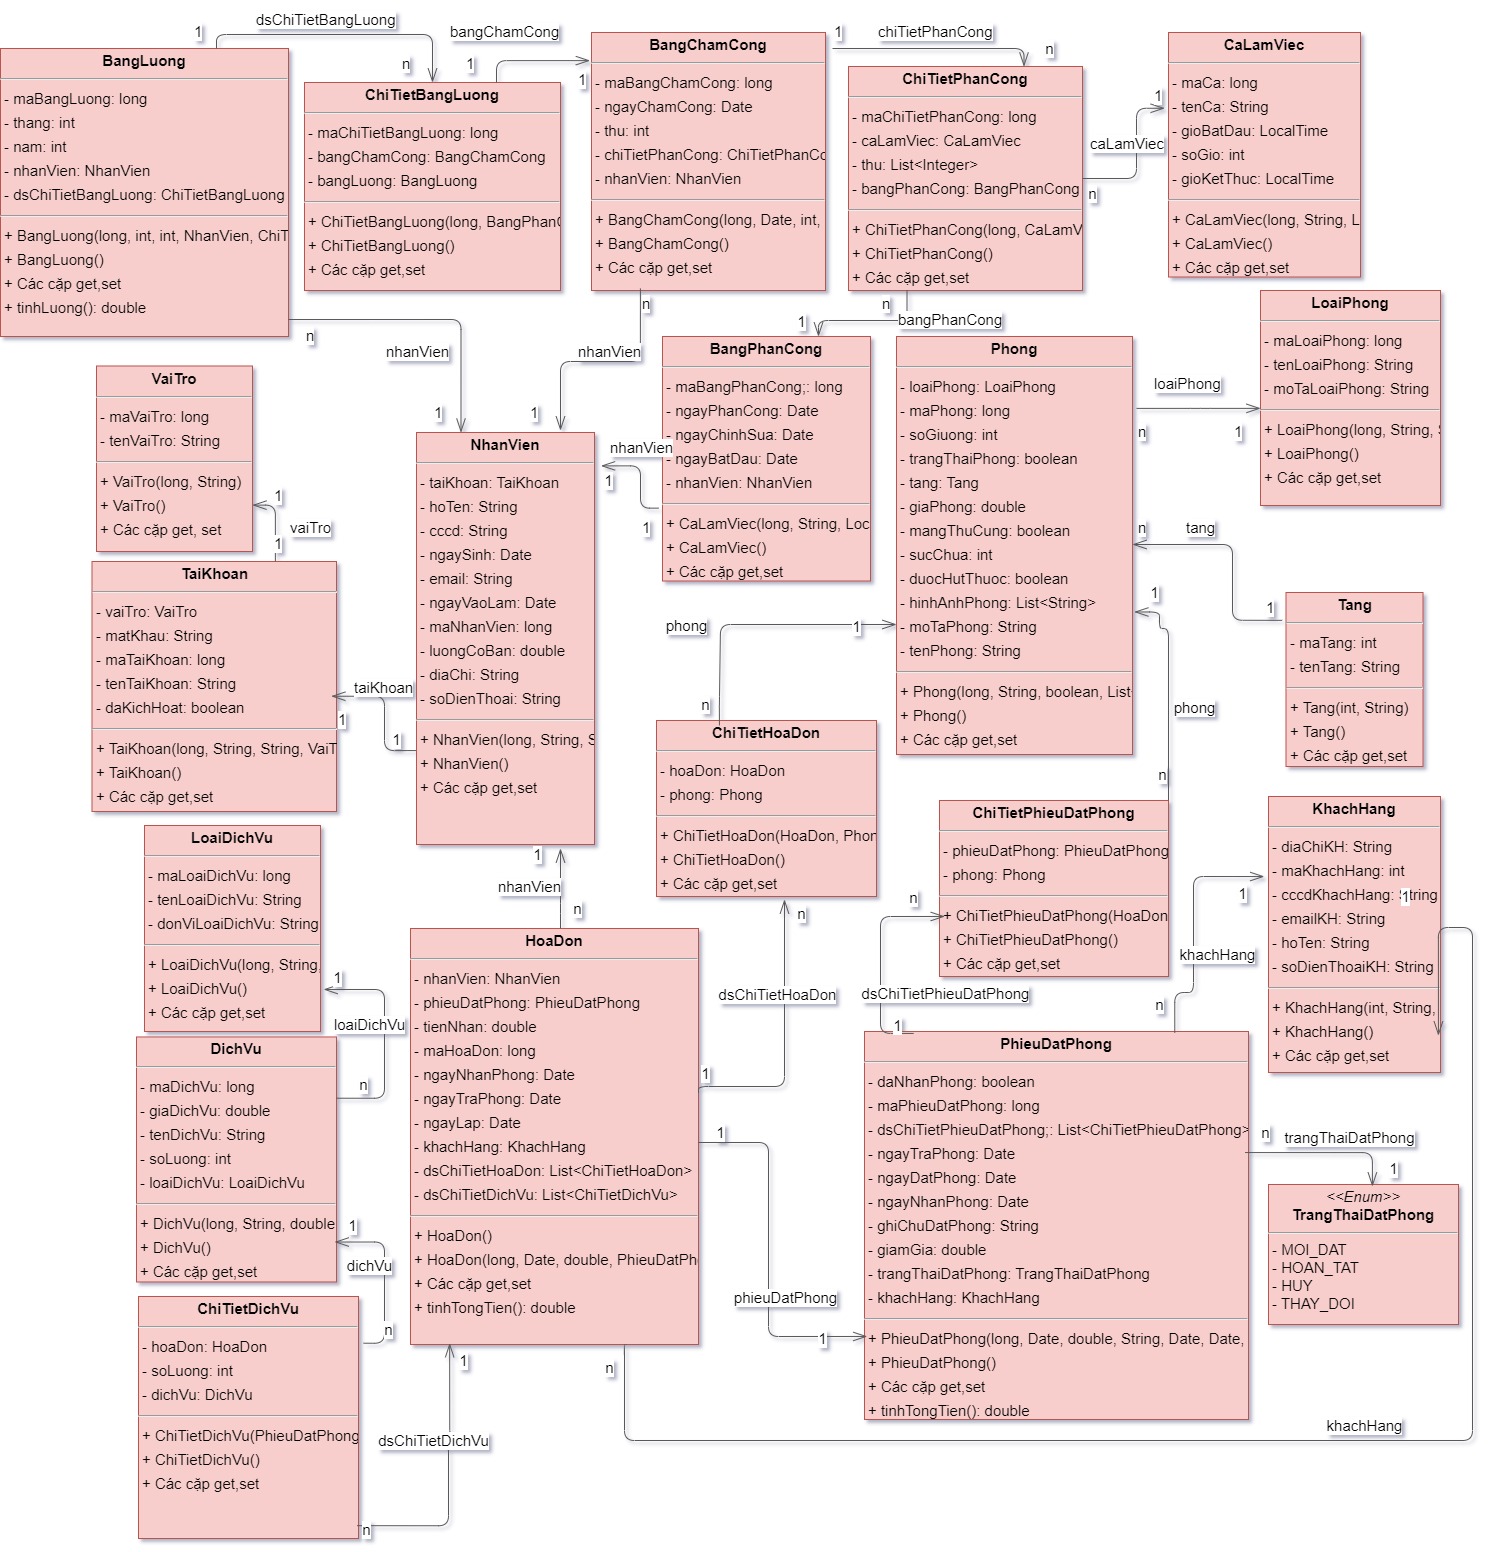 1
dsChiTietBangLuong
n
BangLuong
- maBangLuong: long
- thang: int
- nam: int
- nhanVien: NhanVien
- dsChiTietBangLuong: ChiTietBangLuong
+ BangLuong(long, int, int, NhanVien, ChiT
+ BangLuong()
+ Các cặp get,set
+ tinhLuong(): double
n
nhanVien
1
bangChamCong
1
1
ChiTietBangLuong
- maChiTietBangLuong: long
- bangChamCong: BangChamCong
- bangLuong: BangLuong
+ ChiTietBangLuong(long, BangPhanC
+ ChiTietBangLuong()
+ Các cặp get,set
BangChamCong
- maBangChamCong: long
- ngayChamCong: Date
- thu: int
- chiTietPhanCong: ChiTietPhanCo
- nhanVien: NhanVien
+ BangChamCong(long, Date, int,
+ BangChamCong()
+ Các cặp get,set
n
nhanVien
1
1
chiTietPhanCong
n
ChiTietPhanCong
- maChiTietPhanCong: long
- caLamViec: CaLamViec
- thu: List<Integer>
- bangPhanCong: BangPhanCong
+ ChiTietPhanCong(long, CaLamV
+ ChiTietPhanCong()
+ Các cặp get,set
n
bangPhanCong
1
1
caLamViec
n
CaLamViec
- maCa: long
- tenCa: String
- gioBatDau: LocalTime
- soGio: int
- gioKetThuc: LocalTime
+ CaLamViec(long, String, L
+ CaLamViec()
+ Các cặp get,set
LoaiPhong
- maLoaiPhong: long
- tenLoaiPhong: String
- moTaLoaiPhong: String
+ LoaiPhong(long, String, S
+ LoaiPhong()
+ Các cặp get,set
loaiPhong
n
1
BangPhanCong
- maBangPhanCong;: long
- ngayPhanCong: Date
- ngayChinhSua: Date
- ngayBatDau: Date
- nhanVien: NhanVien
+ CaLamViec(long, String, Loc
+ CaLamViec()
+ Các cặp get,set
nhanVien
1
1
Phong
- loaiPhong: LoaiPhong
- maPhong: long
- soGiuong: int
- trangThaiPhong: boolean
- tang: Tang
- giaPhong: double
- mangThuCung: boolean
- sucChua: int
- duocHutThuoc: boolean
- hinhAnhPhong: List<String>
- moTaPhong: String
- tenPhong: String
+ Phong(long, String, boolean, List
+ Phong()
+ Các cặp get,set
n
tang
1
Tang
- maTang: int
- tenTang: String
+ Tang(int, String)
+ Tang()
+ Các cặp get,set
VaiTro
- maVaiTro: long
- tenVaiTro: String
+ VaiTro(long, String)
+ VaiTro()
+ Các cặp get, set
1
vaiTro
1
TaiKhoan
- vaiTro: VaiTro
- matKhau: String
- maTaiKhoan: long
- tenTaiKhoan: String
- daKichHoat: boolean
+ TaiKhoan(long, String, String, VaiT
+ TaiKhoan()
+ Các cặp get,set
taiKhoan
1
1
NhanVien
- taiKhoan: TaiKhoan
- hoTen: String
- cccd: String
- ngaySinh: Date
- email: String
- ngayVaoLam: Date
- maNhanVien: long
- luongCoBan: double
- diaChi: String
- soDienThoai: String
+ NhanVien(long, String, S
+ NhanVien()
+ Các cặp get,set
1
nhanVien
n
phong
1
n
ChiTietHoaDon
- hoaDon: HoaDon
- phong: Phong
+ ChiTietHoaDon(HoaDon, Phon
+ ChiTietHoaDon()
+ Các cặp get,set
n
dsChiTietHoaDon
1
1
phong
n
ChiTietPhieuDatPhong
- phieuDatPhong: PhieuDatPhong
- phong: Phong
+ ChiTietPhieuDatPhong(HoaDon
+ ChiTietPhieuDatPhong()
+ Các cặp get,set
n
dsChiTietPhieuDatPhong
1
KhachHang
- diaChiKH: String
- maKhachHang: int
- cccdKhachHang: String
1
- emailKH: String
- hoTen: String
- soDienThoaiKH: String
+ KhachHang(int, String,
+ KhachHang()
+ Các cặp get,set
1
khachHang
n
LoaiDichVu
- maLoaiDichVu: long
- tenLoaiDichVu: String
- donViLoaiDichVu: String
+ LoaiDichVu(long, String,
+ LoaiDichVu()
+ Các cặp get,set
1
loaiDichVu
n
DichVu
- maDichVu: long
- giaDichVu: double
- tenDichVu: String
- soLuong: int
- loaiDichVu: LoaiDichVu
+ DichVu(long, String, double
+ DichVu()
+ Các cặp get,set
1
dichVu
n
ChiTietDichVu
- hoaDon: HoaDon
- soLuong: int
- dichVu: DichVu
+ ChiTietDichVu(PhieuDatPhong
+ ChiTietDichVu()
+ Các cặp get,set
n
dsChiTietDichVu
1
HoaDon
- nhanVien: NhanVien
- phieuDatPhong: PhieuDatPhong
- tienNhan: double
- maHoaDon: long
- ngayNhanPhong: Date
- ngayTraPhong: Date
- ngayLap: Date
- khachHang: KhachHang
- dsChiTietHoaDon: List<ChiTietHoaDon>
- dsChiTietDichVu: List<ChiTietDichVu>
+ HoaDon()
+ HoaDon(long, Date, double, PhieuDatPh
+ Các cặp get,set
+ tinhTongTien(): double
1
phieuDatPhong
1
n
khachHang
PhieuDatPhong
- daNhanPhong: boolean
- maPhieuDatPhong: long
- dsChiTietPhieuDatPhong;: List<ChiTietPhieuDatPhong>
- ngayTraPhong: Date
- ngayDatPhong: Date
- ngayNhanPhong: Date
- ghiChuDatPhong: String
- giamGia: double
- trangThaiDatPhong: TrangThaiDatPhong
- khachHang: KhachHang
+ PhieuDatPhong(long, Date, double, String, Date, Date,
+ PhieuDatPhong()
+ Các cặp get,set
+ tinhTongTien(): double
n
trangThaiDatPhong
1
<<Enum>>
TrangThaiDatPhong
- MOI_DAT
- HOAN_TAT
- HUY
- THAY_DOI